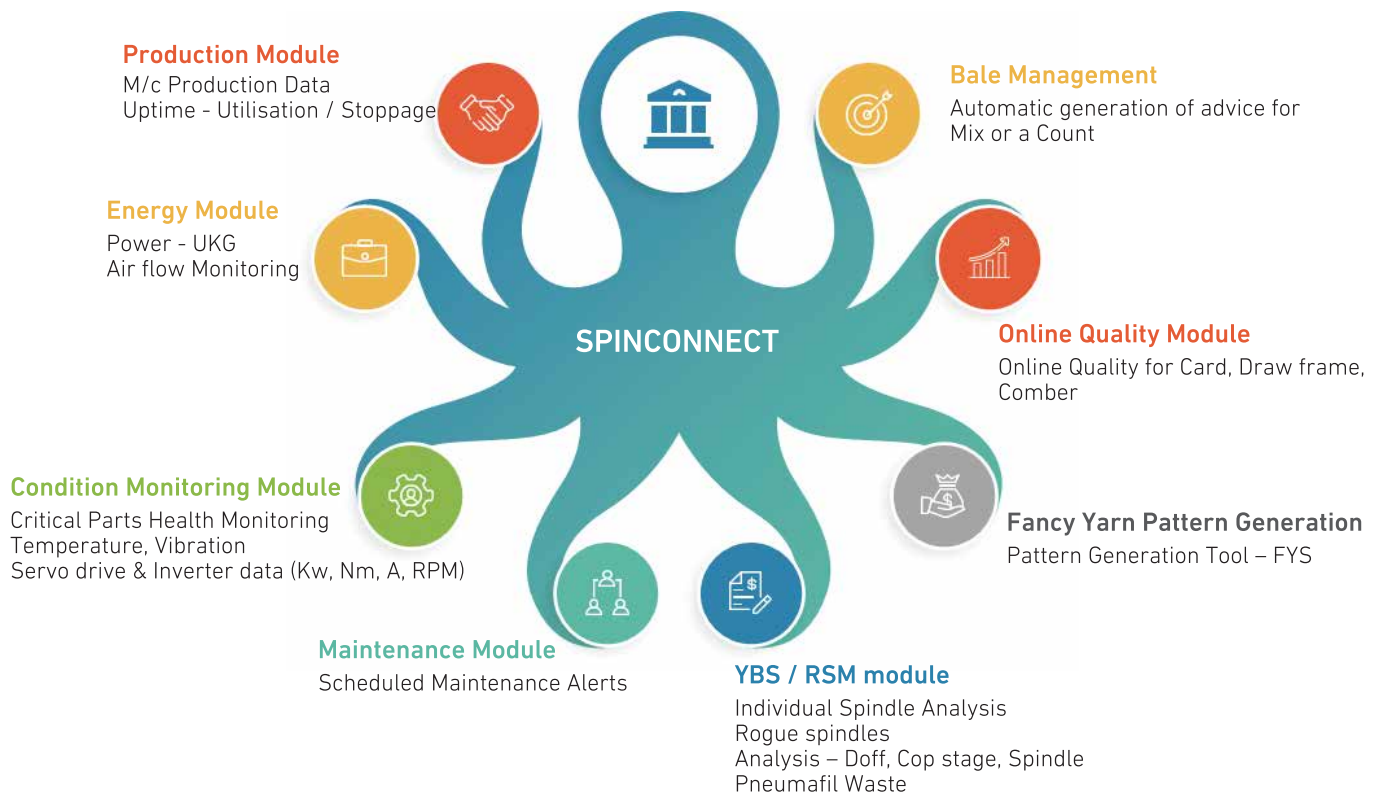 Production Module
M/c Production Data
Uptime - Utilisation / Stoppage
Bale Management
Automatic generation of advice for
Mix or a Count
Energy Module
Power - UKG
Air flow Monitoring
SPINCONNECT
Online Quality Module
Online Quality for Card, Draw frame,
Comber
Condition Monitoring Module
Critical Parts Health Monitoring
Temperature, Vibration
Servo drive & Inverter data (Kw, Nm, A, RPM)
$
Fancy Yarn Pattern Generation
Pattern Generation Tool – FYS
Maintenance Module
Scheduled Maintenance Alerts
$
YBS / RSM module
Individual Spindle Analysis
Rogue spindles
Analysis – Doff, Cop stage, Spindle
Pneumafil Waste